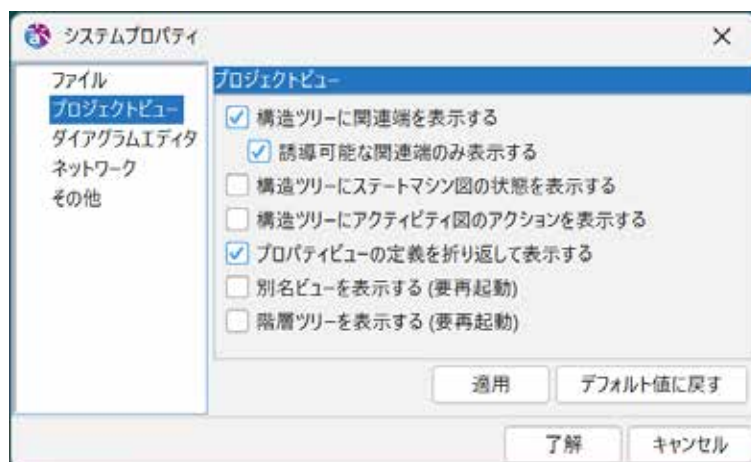 システムプロパティ
ファイル
プロジェクトビュー
ダイアグラムエディタ
ネットワーク
その他
プロジェクトビュー
構造ツリーに関連端を表示する
誘導可能な関連端のみ表示する
構造ツリーにステートマシン図の状態を表示する
構造ツリーにアクティビティ図のアクションを表示する
プロパティビューの定義を折り返して表示する
別名ビューを表示する (要再起動)
階層ツリーを表示する (要再起動)
適用
デフォルト値に戻す
了解
キャンセル